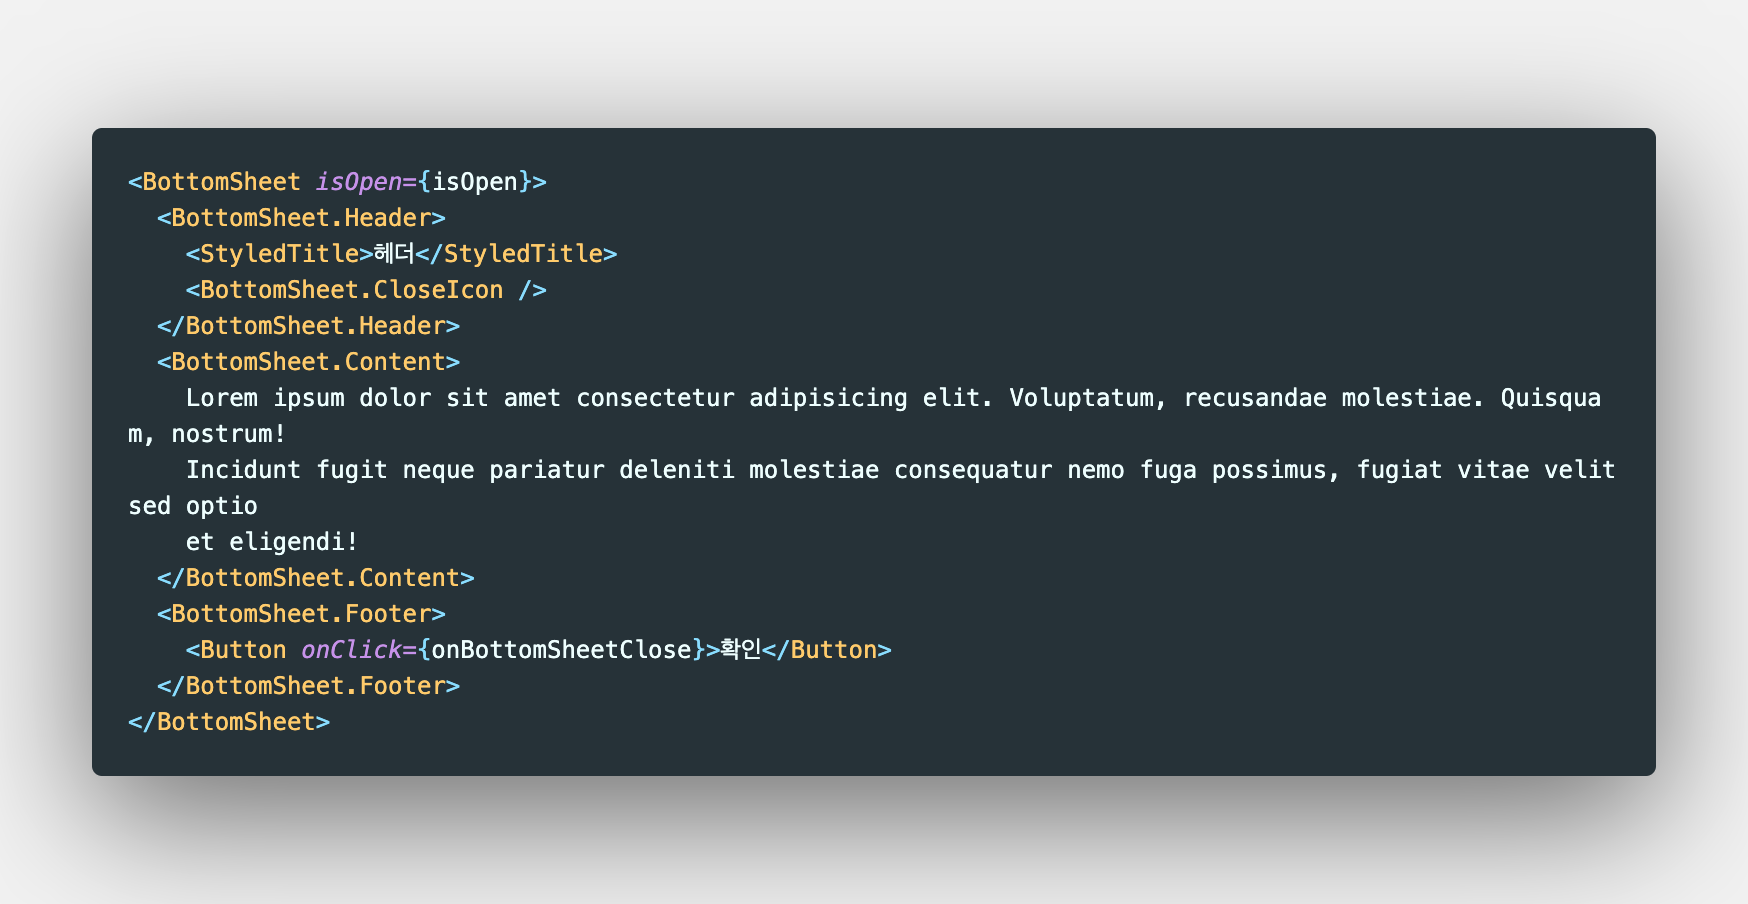 <BottomSheet isOpen={isOpen}>
  <BottomSheet.Header>
    <StyledTitle>헤더</StyledTitle>
    <BottomSheet.CloseIcon />
  </BottomSheet.Header>
  <BottomSheet.Content>
    Lorem ipsum dolor sit amet consectetur adipisicing elit. Voluptatum, recusandae molestiae. Quisqua
m, nostrum!
    Incidunt fugit neque pariatur deleniti molestiae consequatur nemo fuga possimus, fugiat vitae velit
sed optio
    et eligendi!
  </BottomSheet.Content>
  <BottomSheet.Footer>
    <Button onClick={onBottomSheetClose}>확인</Button>
  </BottomSheet.Footer>
</BottomSheet>